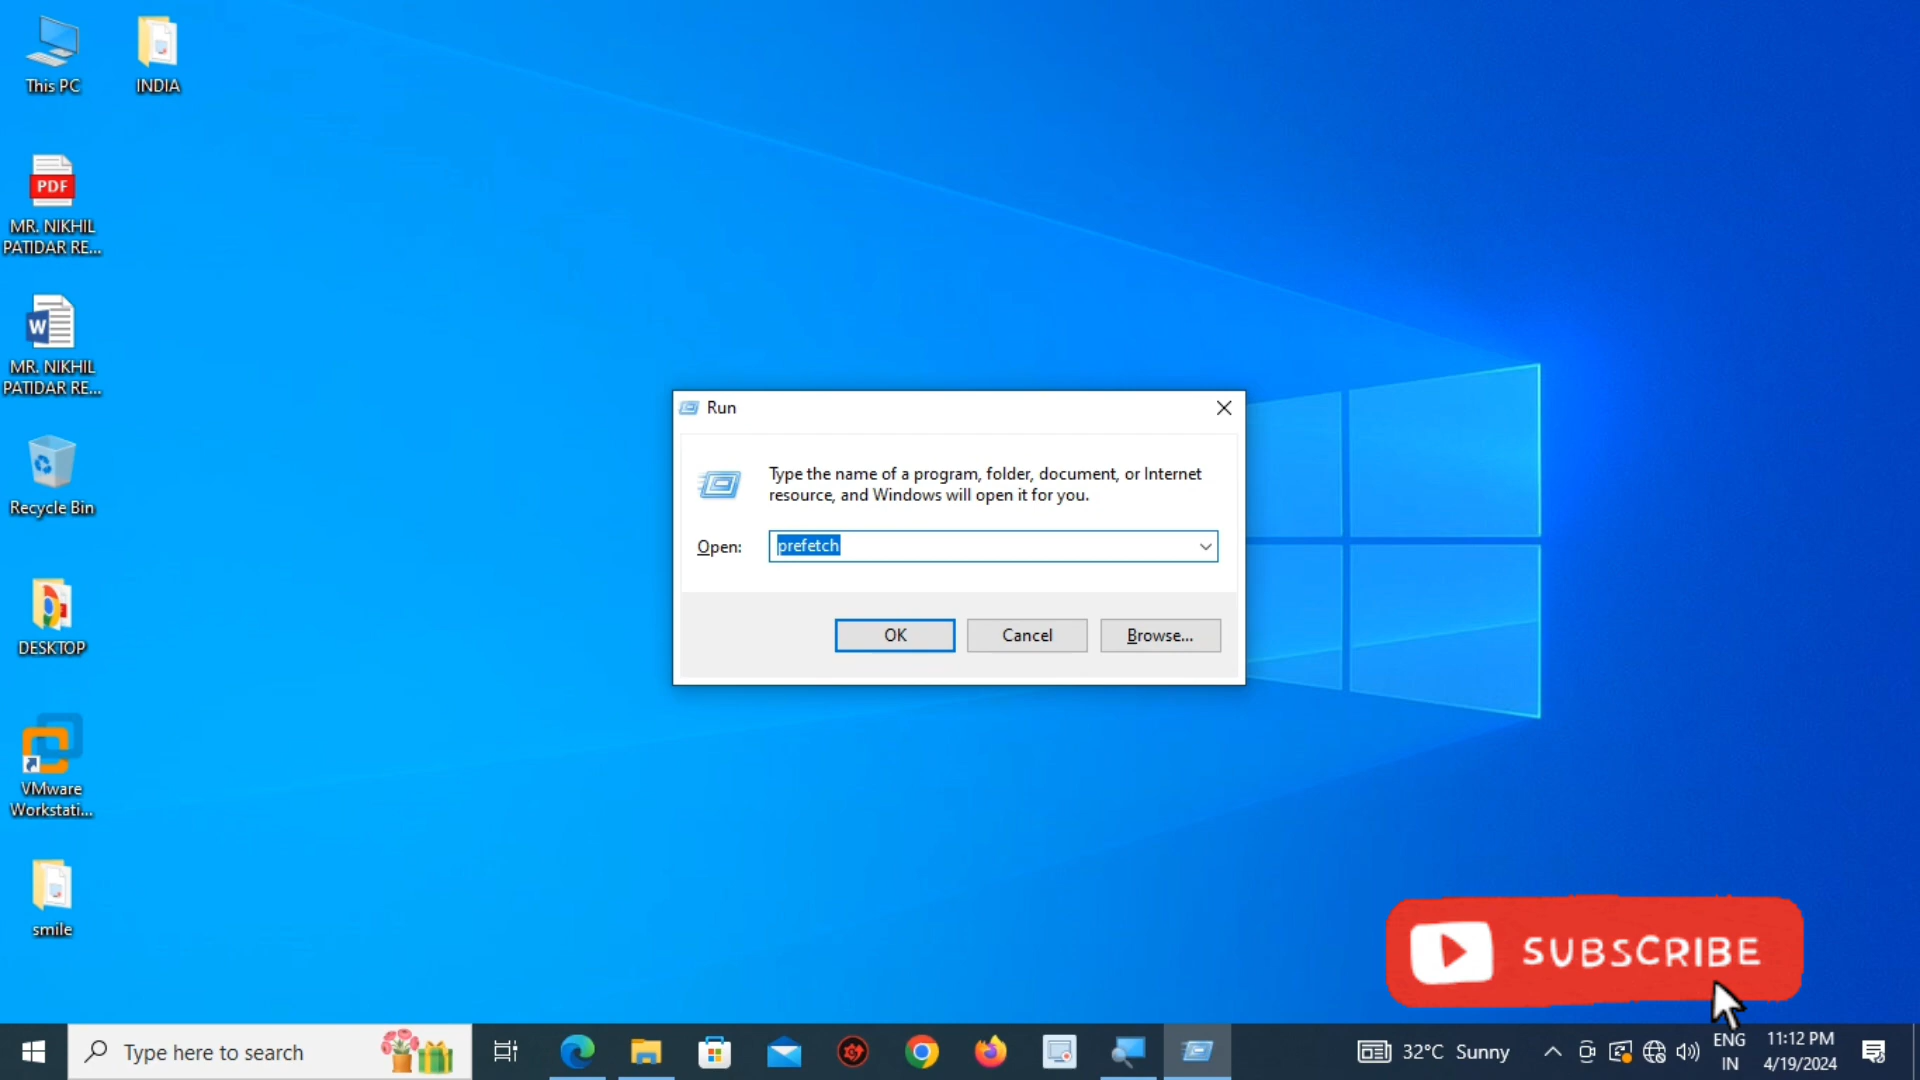 This PC
INDIA
PDF
MR. NIKHIL
PATIDAR RE...
W
MR. NIKHIL
PATIDAR RE...
Recycle Bin
DESKTOP
VMware
Workstati...
smile
Run
Type the name of a program, folder, document, or Internet
resource, and Windows will open it for you.
Open:
prefetch
OK
Cancel
Browse...
SUBSCRIBE
Type here to search
32°C Sunny
ENG
IN
11:12 PM
4/19/2024